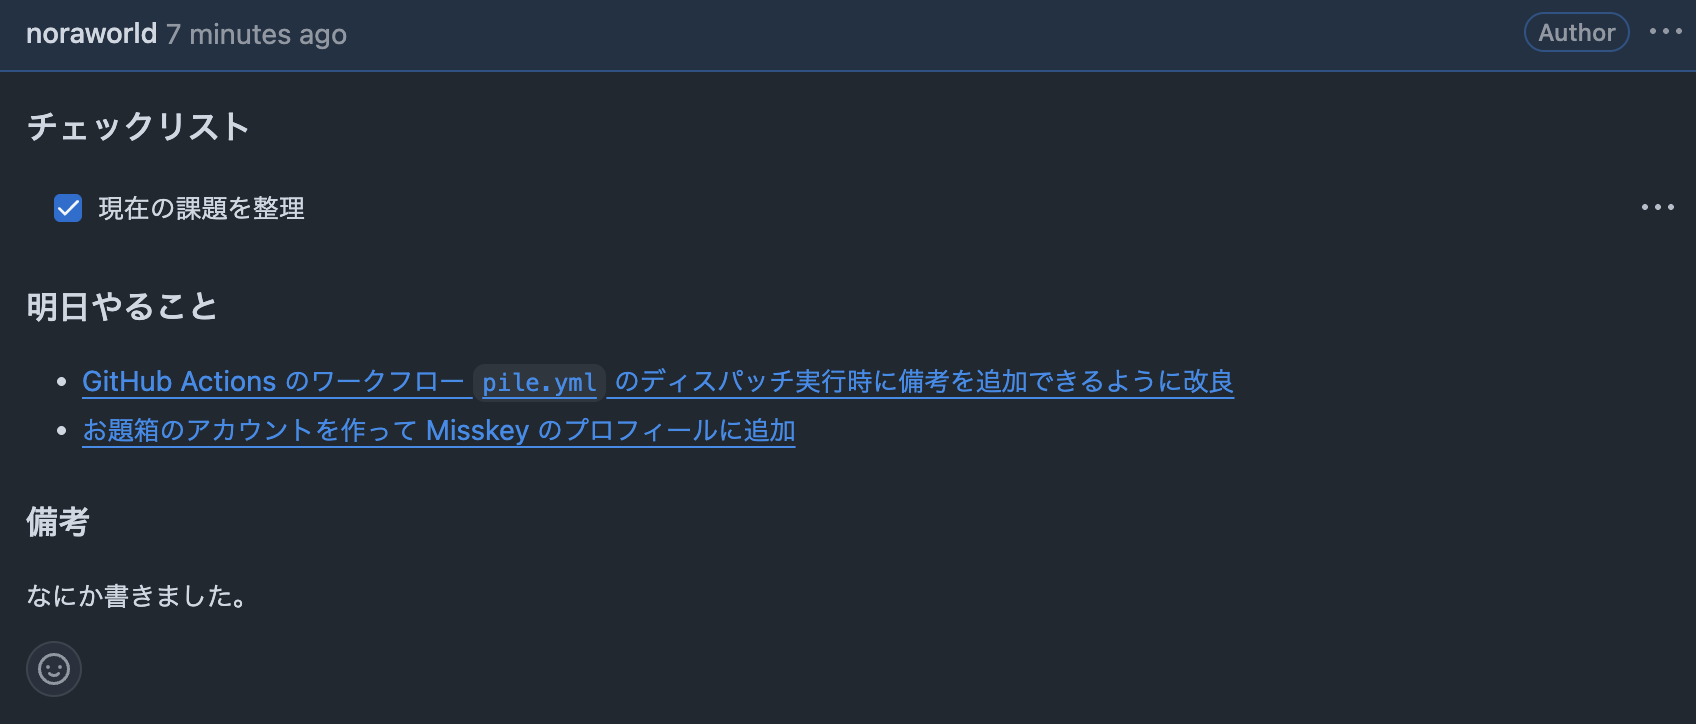 noraworld 7 minutes ago Author
チェックリスト
現在の課題を整理
明日やること
GitHub Actions のワークフロー pile.yml のディスパッチ実行時に備考を追加できるように改良
お題箱のアカウントを作って Misskey のプロフィールに追加
備考
なにか書きました。